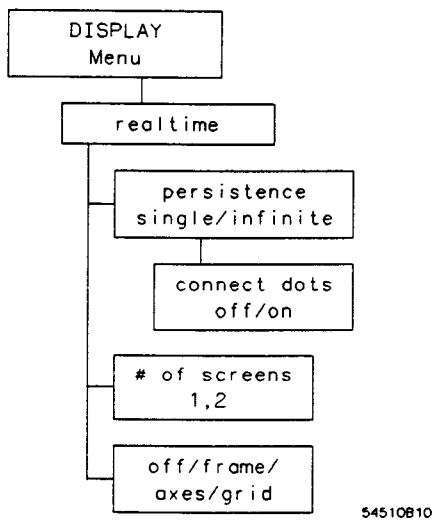 DISPLAY
Menu
realtime
persistence
single/infinite
connect dots
off/on
# of screens
1,2
off/frame/
axes/grid
54510B10